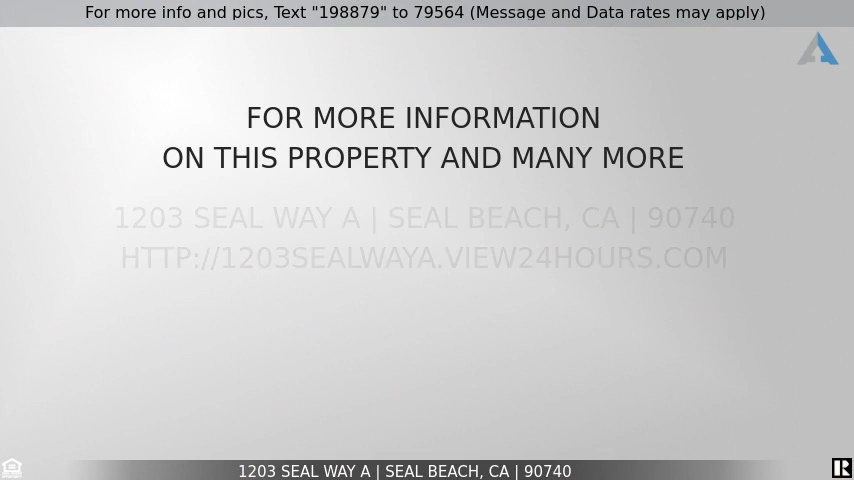 For more info and pics, Text "198879" to 79564 (Message and Data rates may apply)
FOR MORE INFORMATION
ON THIS PROPERTY AND MANY MORE
1203 SEAL WAY A | SEAL BEACH, CA | 90740
HTTP://1203SEALWAYA.VIEW24HOURS.COM
1203 SEAL WAY A | SEAL BEACH, CA | 90740